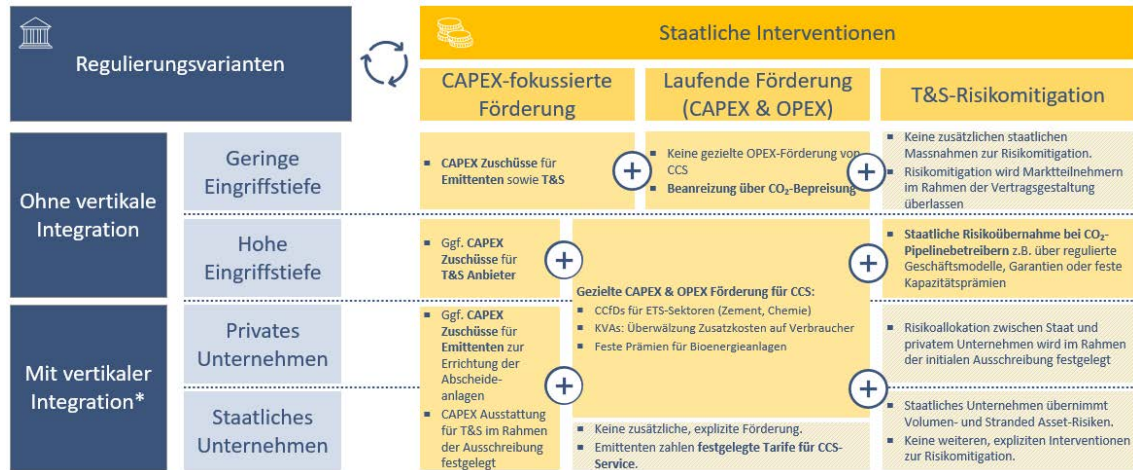 Regulierungsvarianten
Staatliche Interventionen
CAPEX-fokussierte
Förderung
Laufende Förderung
(CAPEX & OPEX)
T&S-Risikomitigation
Ohne vertikale
Integration
Geringe
Eingriffstiefe
▪ CAPEX Zuschüsse für
Emittenten sowie T&S
+
▪ Keine gezielte OPEX-Förderung von
CCS
▪ Beanreizung über CO₂-Bepreisung
+
▪ Keine zusätzlichen staatlichen
Massnahmen zur Risikomitigation.
▪ Risikomitigation wird Marktteilnehmern
im Rahmen der Vertragsgestaltung
überlassen
Hohe
Eingriffstiefe
▪ Ggf. CAPEX
Zuschüsse für
T&S Anbieter
+
Gezielte CAPEX & OPEX Förderung für CCS:
▪ CCfDs für ETS-Sektoren (Zement, Chemie)
▪ KVAs: Überwälzung Zusatzkosten auf Verbraucher
▪ Feste Prämien für Bioenergieanlagen
+
▪ Staatliche Risikoübernahme bei CO₂-
Pipelinebetreibern z.B. über regulierte
Geschäftsmodelle, Garantien oder feste
Kapazitätsprämien
Mit vertikaler
Integration*
Privates
Unternehmen
▪ Ggf. CAPEX
Zuschüsse für
Emittenten zur
Errichtung der
Abscheide-
anlagen
▪ CAPEX Ausstattung
für T&S im Rahmen
der Ausschreibung
festgelegt
+
+
▪ Risikoallokation zwischen Staat und
privatem Unternehmen wird im Rahmen
der initialen Ausschreibung festgelegt
Staatliches
Unternehmen
▪ Keine zusätzliche, explizite Förderung.
▪ Emittenten zahlen festgelegte Tarife für CCS-
Service.
▪ Staatliches Unternehmen übernimmt
Volumen- und Stranded Asset-Risiken.
▪ Keine weiteren, expliziten Interventionen
zur Risikomitigation.